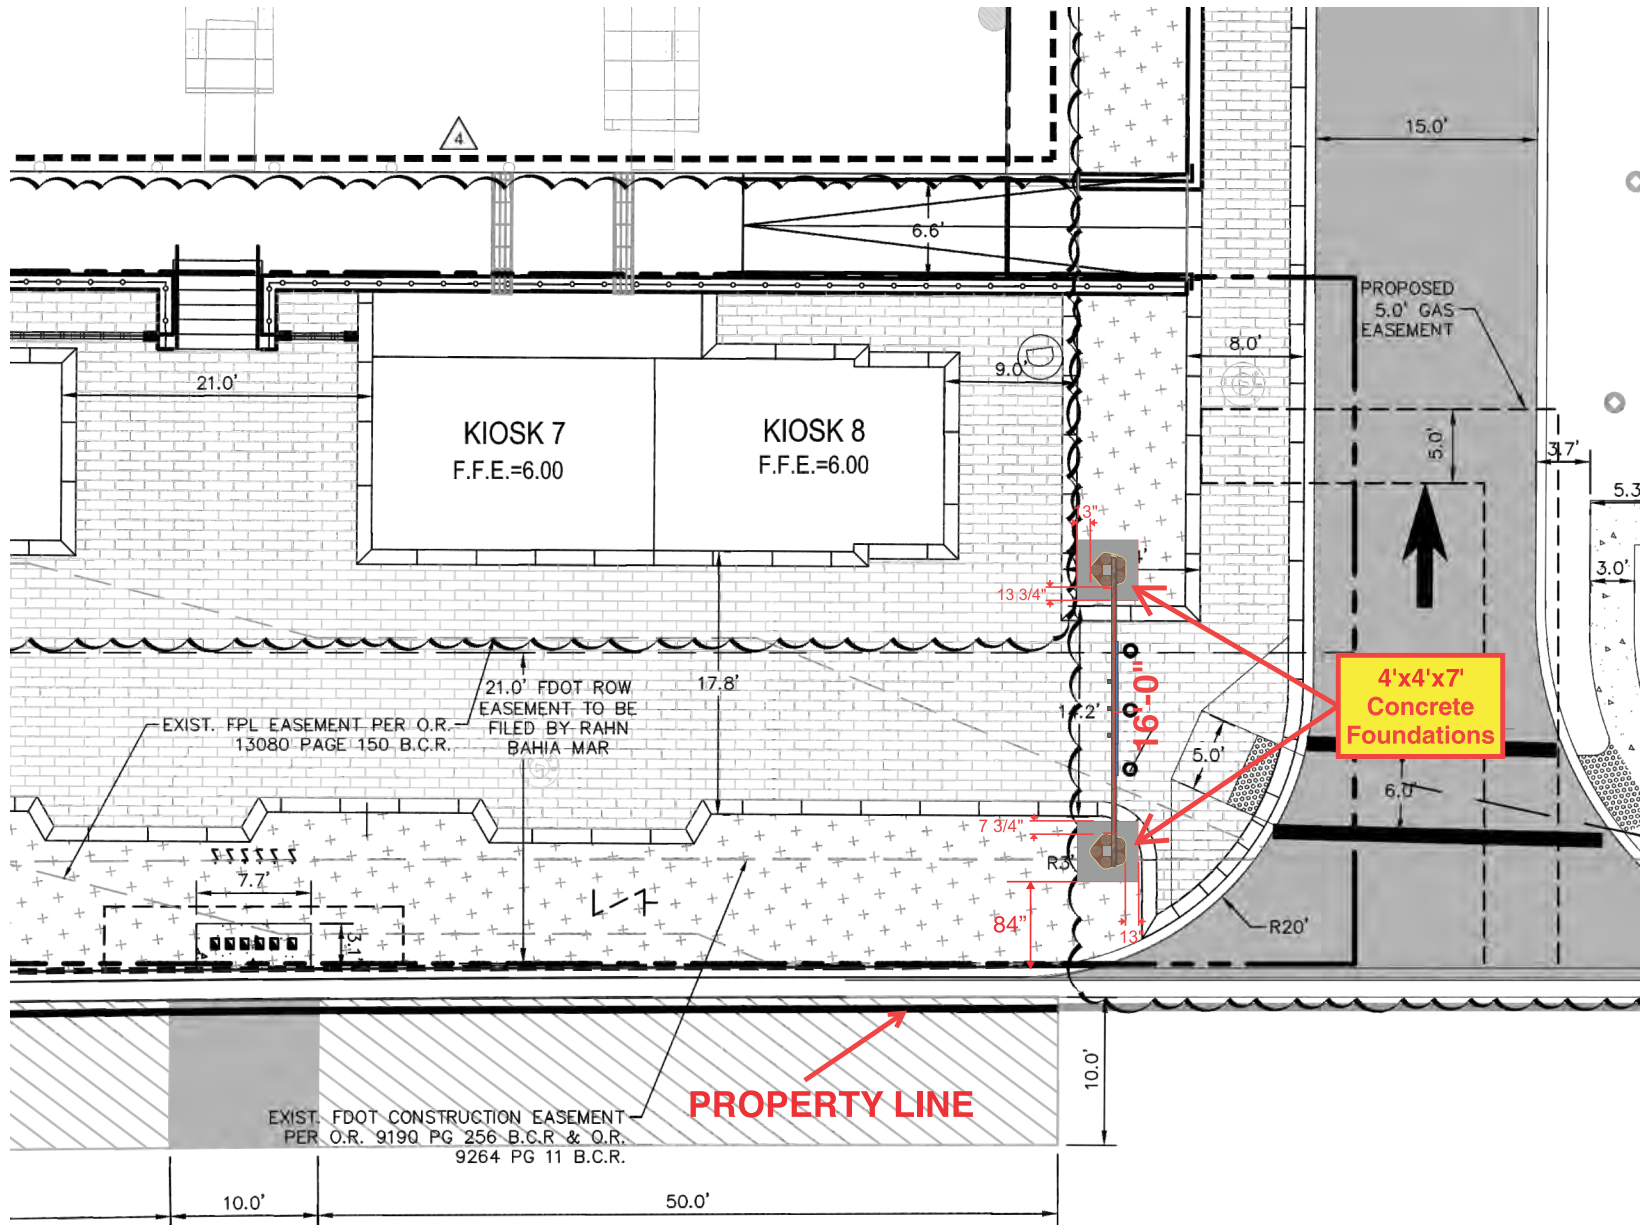 4
15.0'
6.6'
PROPOSED
5.0' GAS
EASEMENT
8.0'
21.0'
9.0'
KIOSK 7
F.F.E.=6.00
KIOSK 8
F.F.E.=6.00
5.0'
3.7'
5.3
13"
3.0'
13 3/4"
4'x4'x7'
Concrete
Foundations
17.8'
21.0' FDOT ROW
EASEMENT TO BE
FILED BY RAHN
BAHIA MAR
16'-0"
EXIST. FPL EASEMENT PER O.R.
13080 PAGE 150 B.C.R.
5.0'
6.0'
7 3/4"
R3'
7.7'
3.1'
84"
13"
R20'
PROPERTY LINE
10.0'
EXIST. FDOT CONSTRUCTION EASEMENT
PER O.R. 9190 PG 256 B.C.R & O.R.
9264 PG 11 B.C.R.
10.0'
50.0'